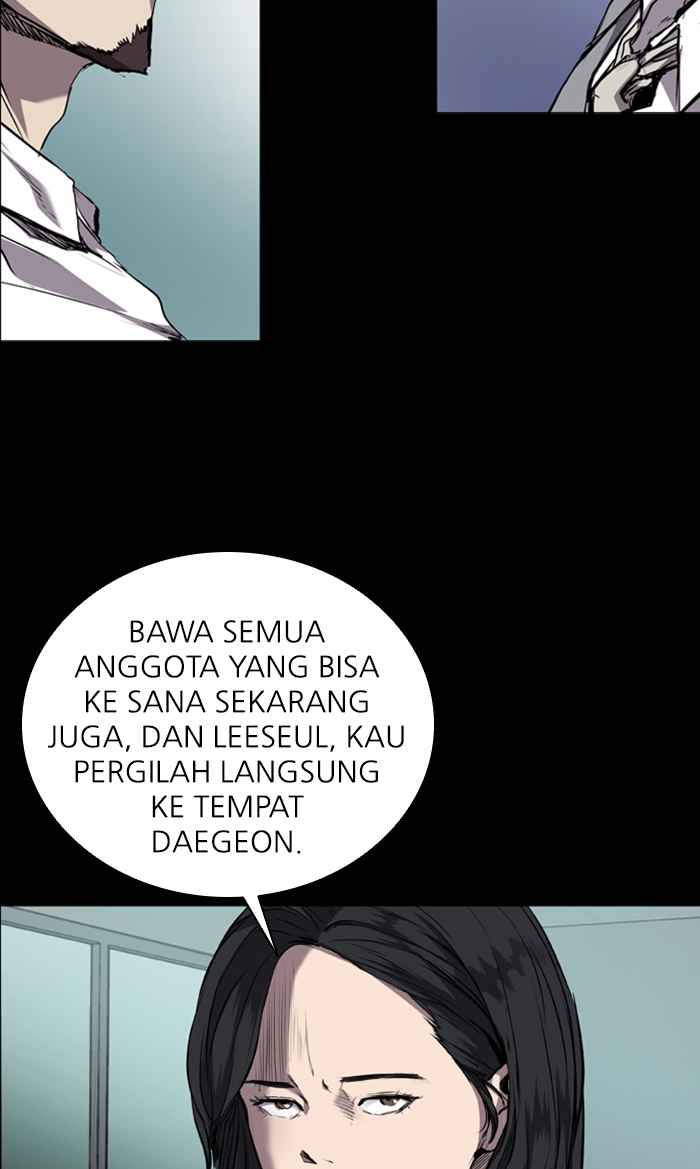 BAWA SEMUA
ANGGOTA YANG BISA
KE SANA SEKARANG
JUGA, DAN LEESEUL, KAU
PERGILAH LANGSUNG
KE TEMPAT
DAEGEON.